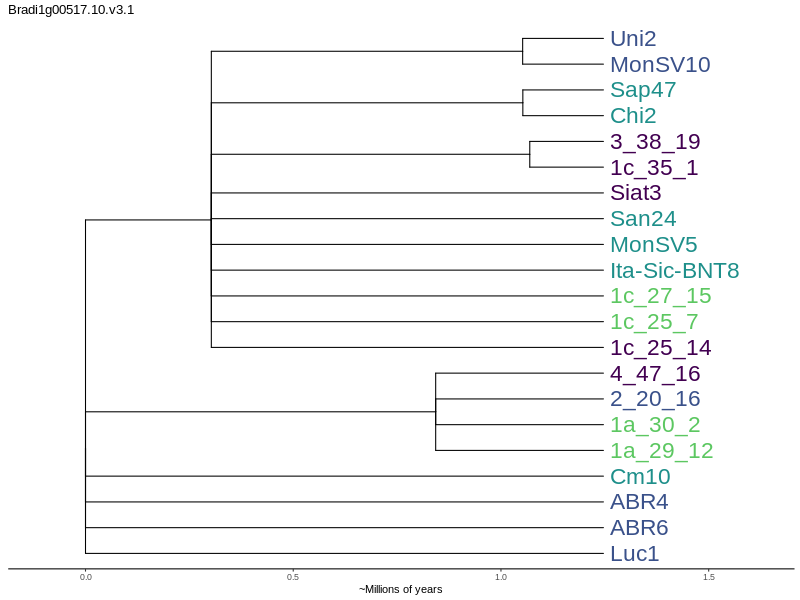 Bradi1g00517.10.v3.1
Uni2
MonSV10
Sap47
Chi2
3_38_19
1c_35_1
Siat3
San24
MonSV5
Ita-Sic-BNT8
1c_27_15
1c_25_7
1c_25_14
4_47_16
2_20_16
1a_30_2
1a_29_12
Cm10
ABR4
ABR6
Luc1
0.0 0.5 1.0 1.5
~Millions of years